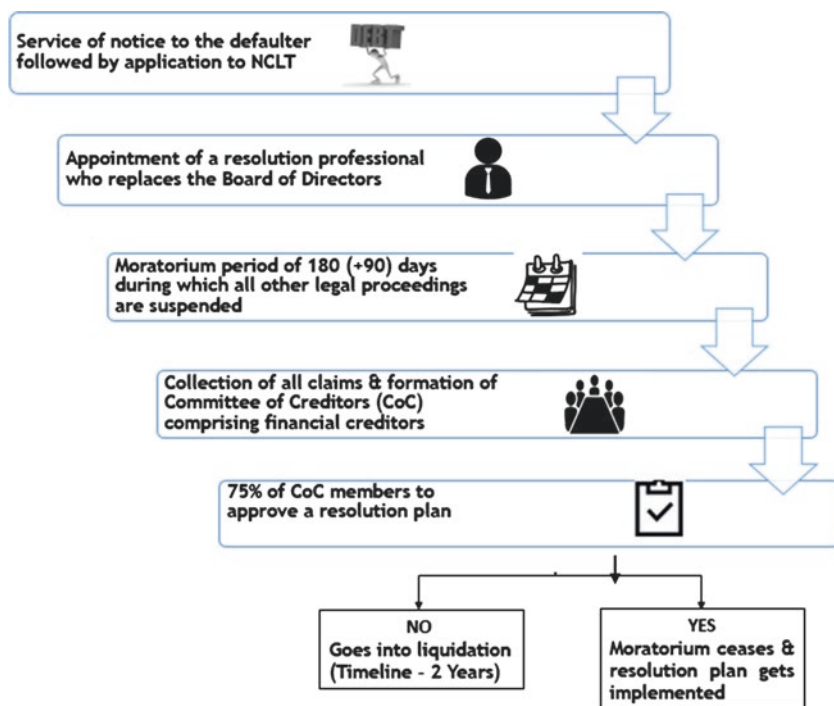 DEBT
Service of notice to the defaulter
followed by application to NCLT
Appointment of a resolution professional
who replaces the Board of Directors
Moratorium period of 180 (+90) days
during which all other legal proceedings
are suspended
Collection of all claims & formation of
Committee of Creditors (CoC)
comprising financial creditors
75% of CoC members to
approve a resolution plan
NO
Goes into liquidation
(Timeline - 2 Years)
YES
Moratorium ceases &
resolution plan gets
implemented